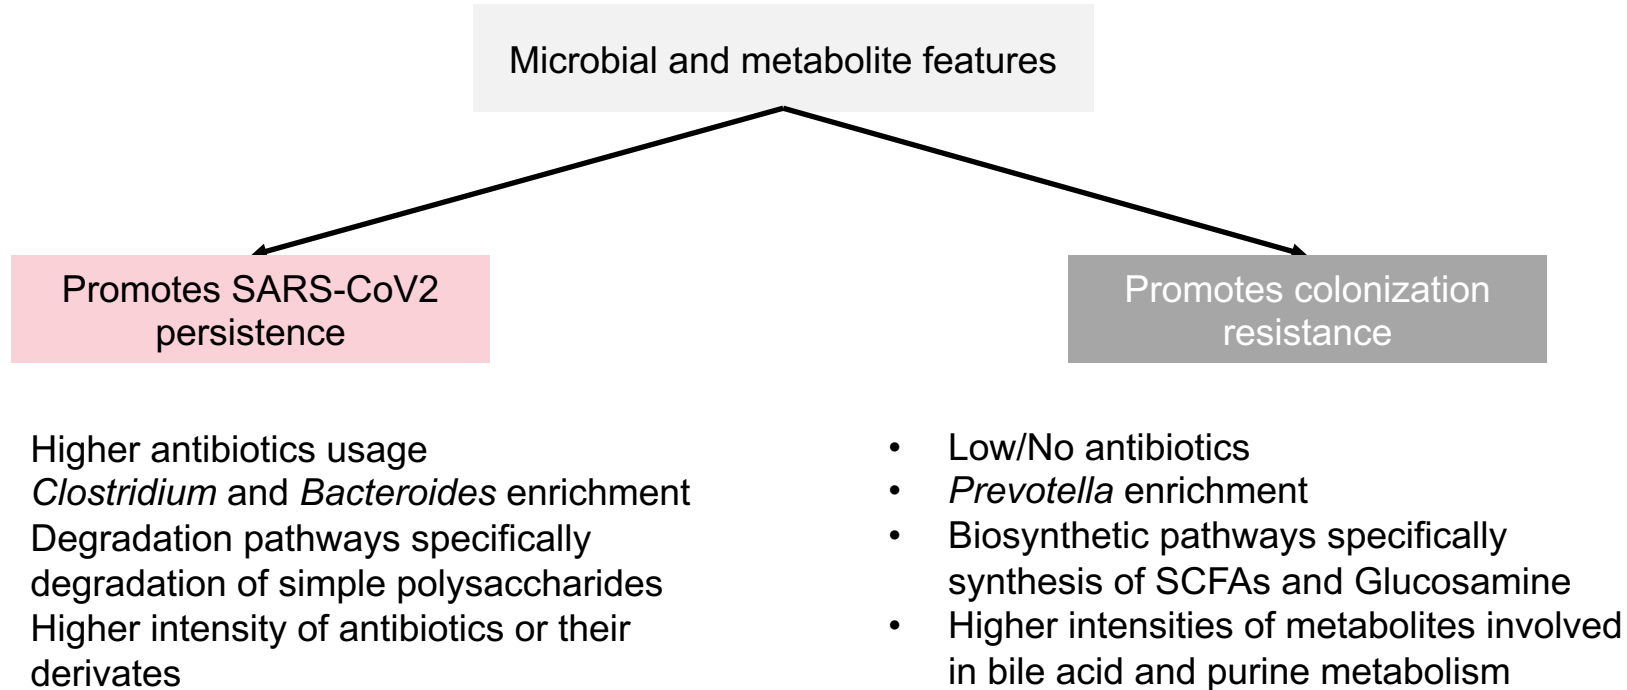 Microbial and metabolite features
Promotes SARS-CoV2
persistence
Promotes colonization
resistance
Higher antibiotics usage
Clostridium and Bacteroides enrichment
Degradation pathways specifically
degradation of simple polysaccharides
Higher intensity of antibiotics or their
derivates
• Low/No antibiotics
• Prevotella enrichment
• Biosynthetic pathways specifically
synthesis of SCFAs and Glucosamine
• Higher intensities of metabolites involved
in bile acid and purine metabolism